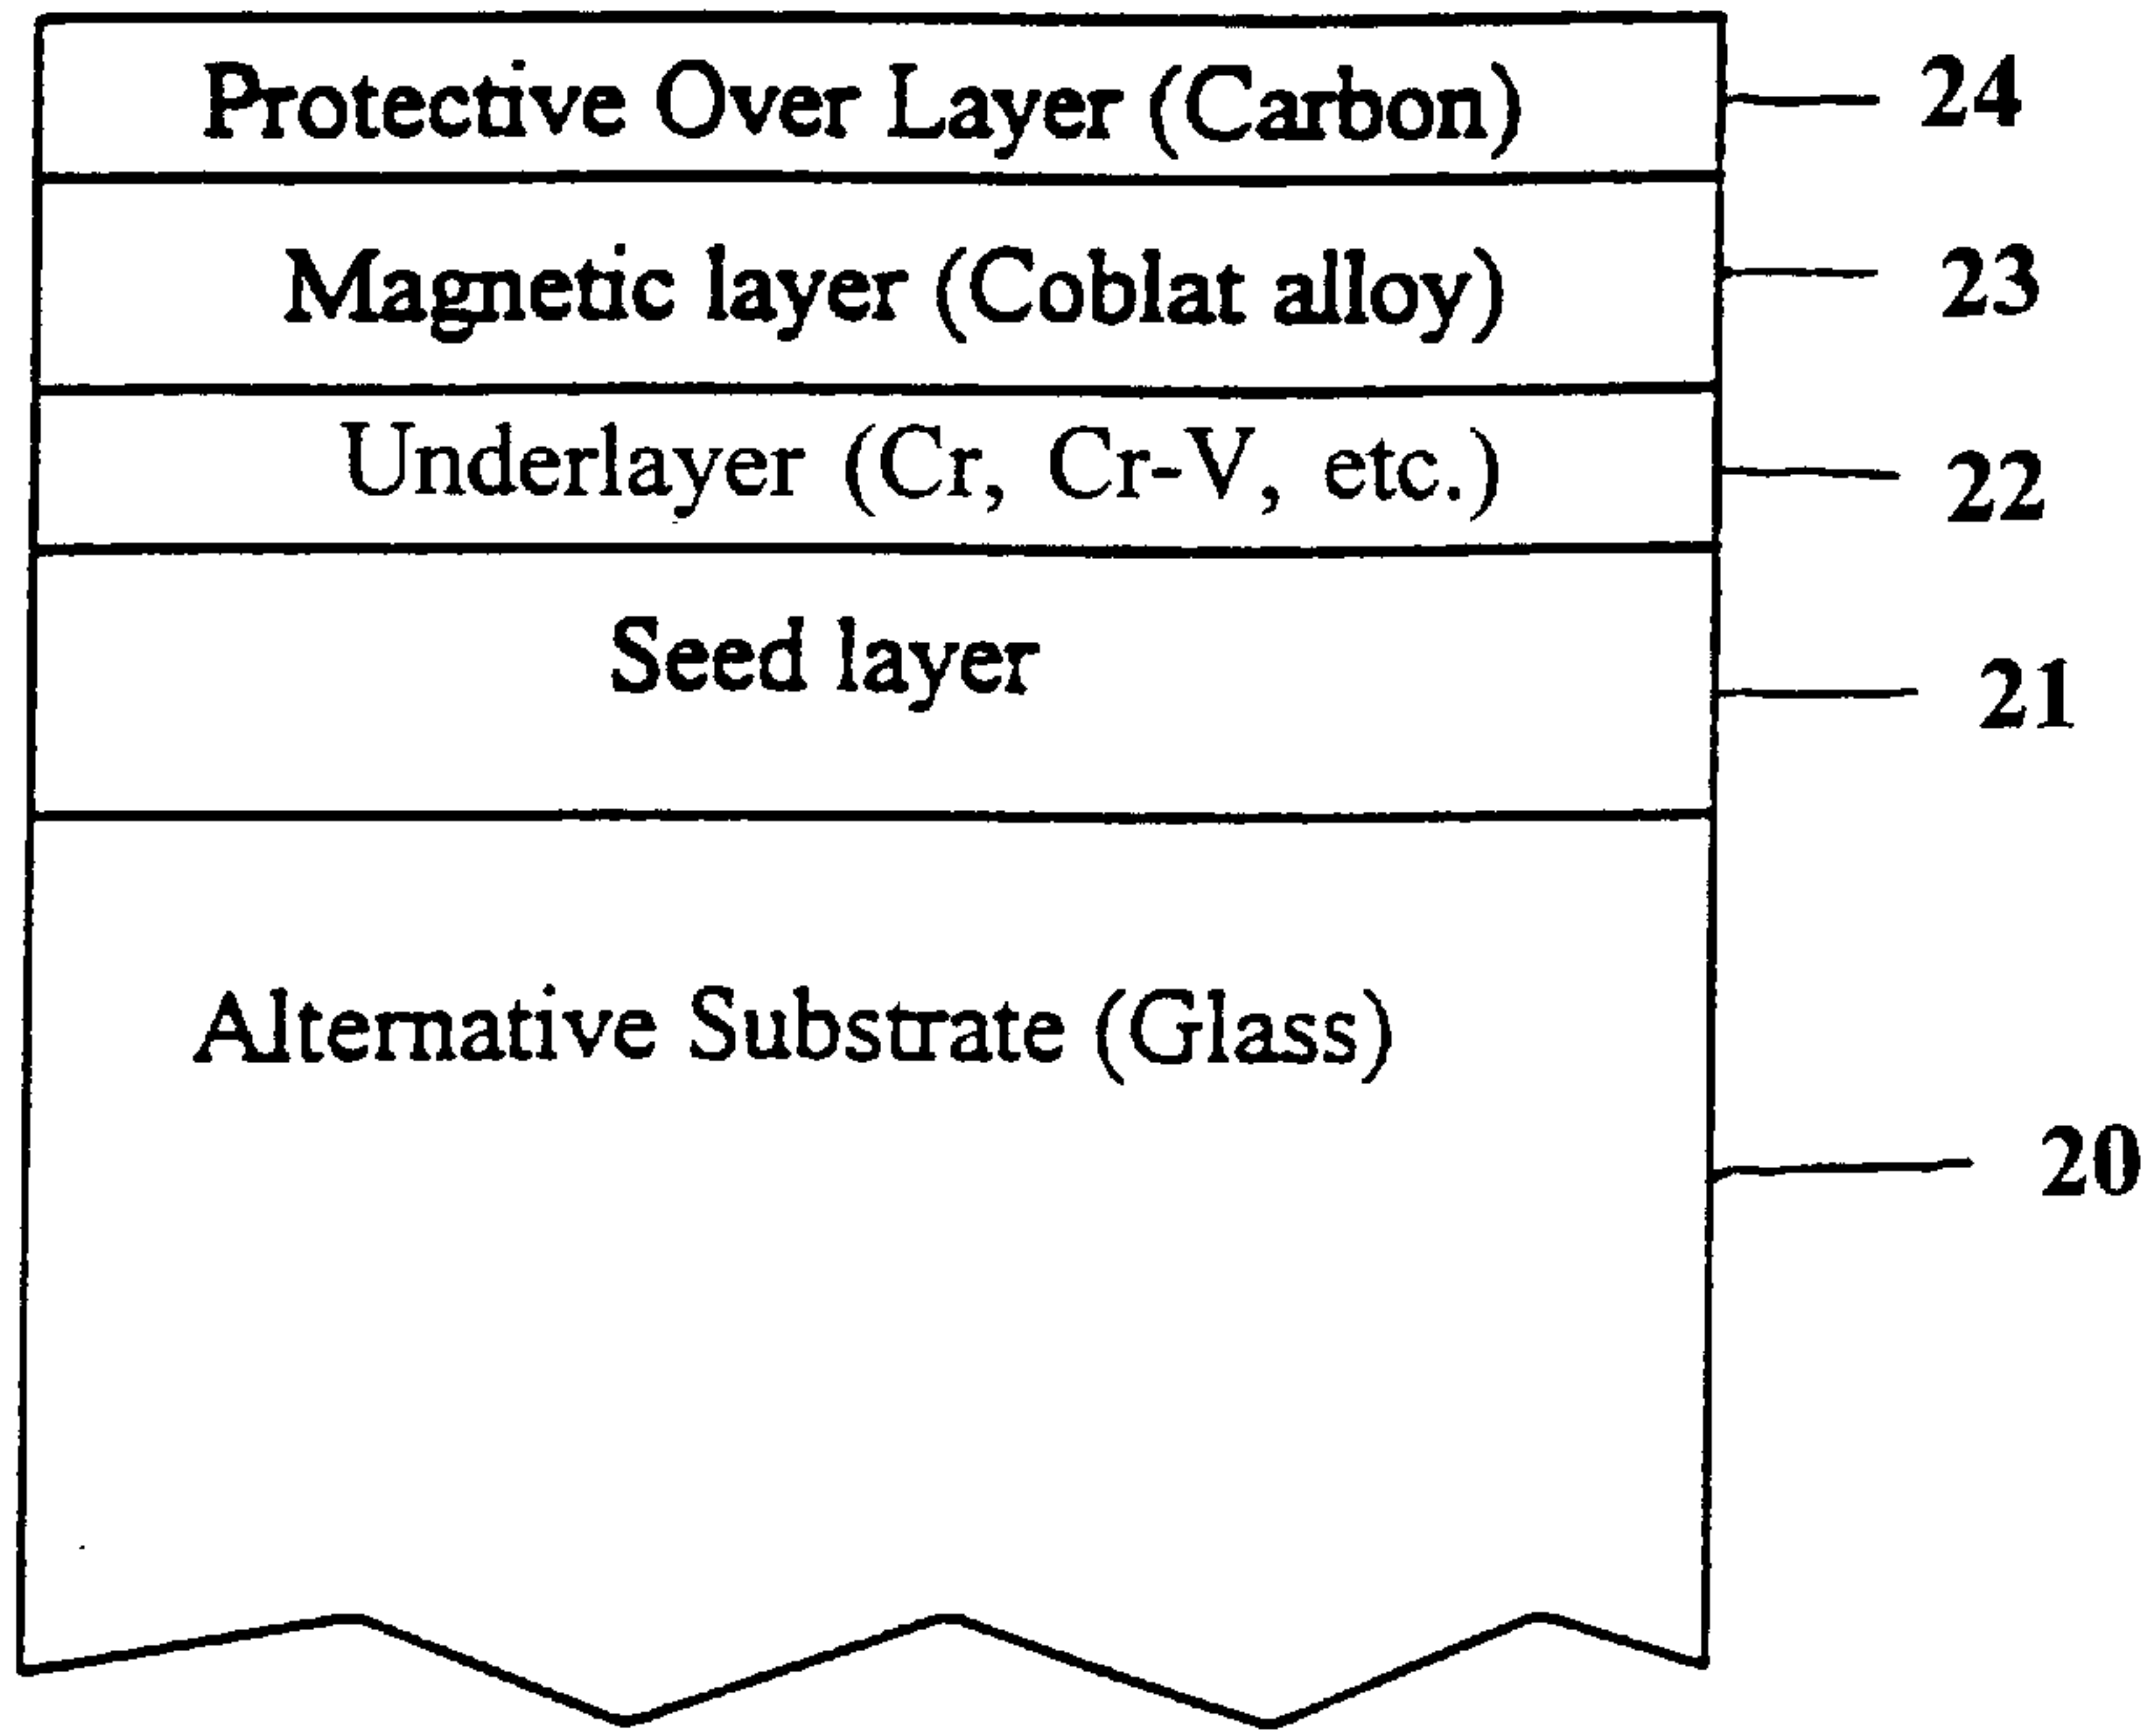 Protective Over Layer (Carbon) 24
Magnetic layer (Coblat alloy) 23
Underlayer (Cr, Cr-V, etc.) 22
Seed layer 21
Alternative Substrate (Glass)
20